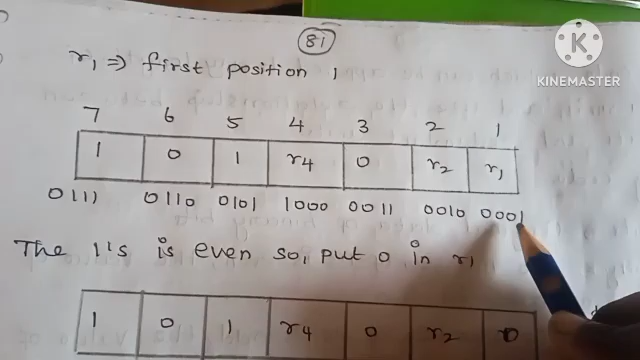 81
r1 => first position 1
7 6 5 4 3 2 1
1 0 1 r4 0 r2 r1
0111 0110 0101 1000 0011 0010 0001
The 1's is even so, put 0 in r1
1 0 1 r4 0 r2 0
K
KINEMASTER